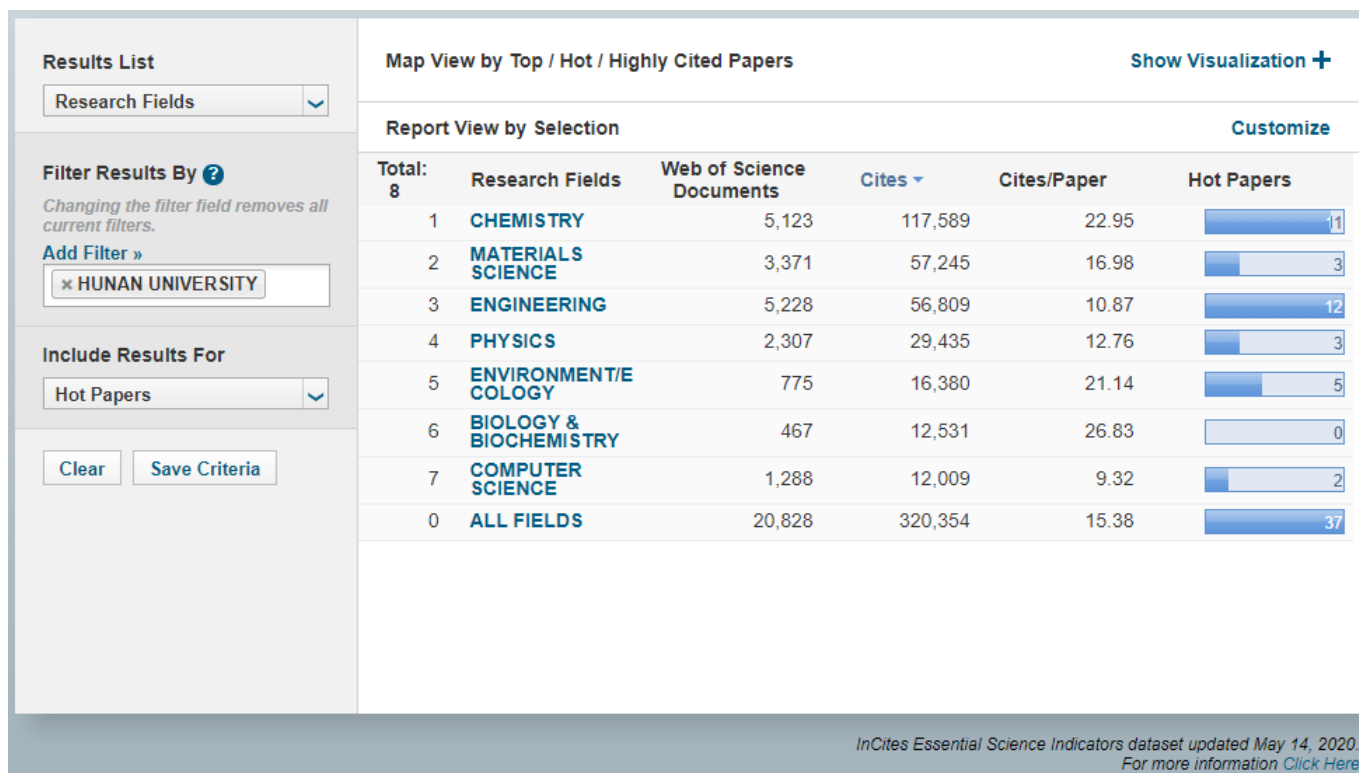 Results List
Research Fields
Filter Results By ?
Changing the filter field removes all
current filters.
Add Filter »
× HUNAN UNIVERSITY
Include Results For
Hot Papers
Clear Save Criteria
Map View by Top / Hot / Highly Cited Papers Show Visualization +
Report View by Selection Customize
Total:
8 Research Fields Web of Science
Documents Cites Cites/Paper Hot Papers
1 CHEMISTRY 5,123 117,589 22.95 11
2 MATERIALS
SCIENCE 3,371 57,245 16.98 3
3 ENGINEERING 5,228 56,809 10.87 12
4 PHYSICS 2,307 29,435 12.76 3
5 ENVIRONMENT/E
COLOGY 775 16,380 21.14 5
6 BIOLOGY &
BIOCHEMISTRY 467 12,531 26.83 0
7 COMPUTER
SCIENCE 1,288 12,009 9.32 2
0 ALL FIELDS 20,828 320,354 15.38 37
InCites Essential Science Indicators dataset updated May 14, 2020.
For more information Click Here